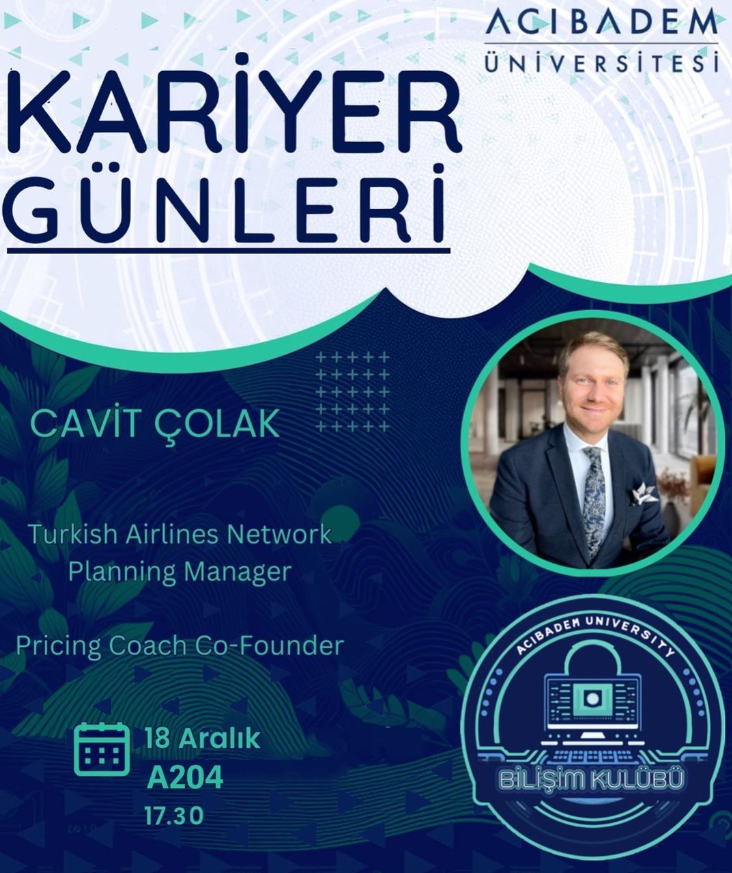 ACIBADEM
ÜNİVERSİTESİ
KARİYER
GÜNLERİ
CAVİT ÇOLAK
Turkish Airlines Network
Planning Manager
Pricing Coach Co-Founder
18 Aralık
A204
17.30
ACIBADEM UNIVERSITY
BİLİŞİM KULÜBÜ